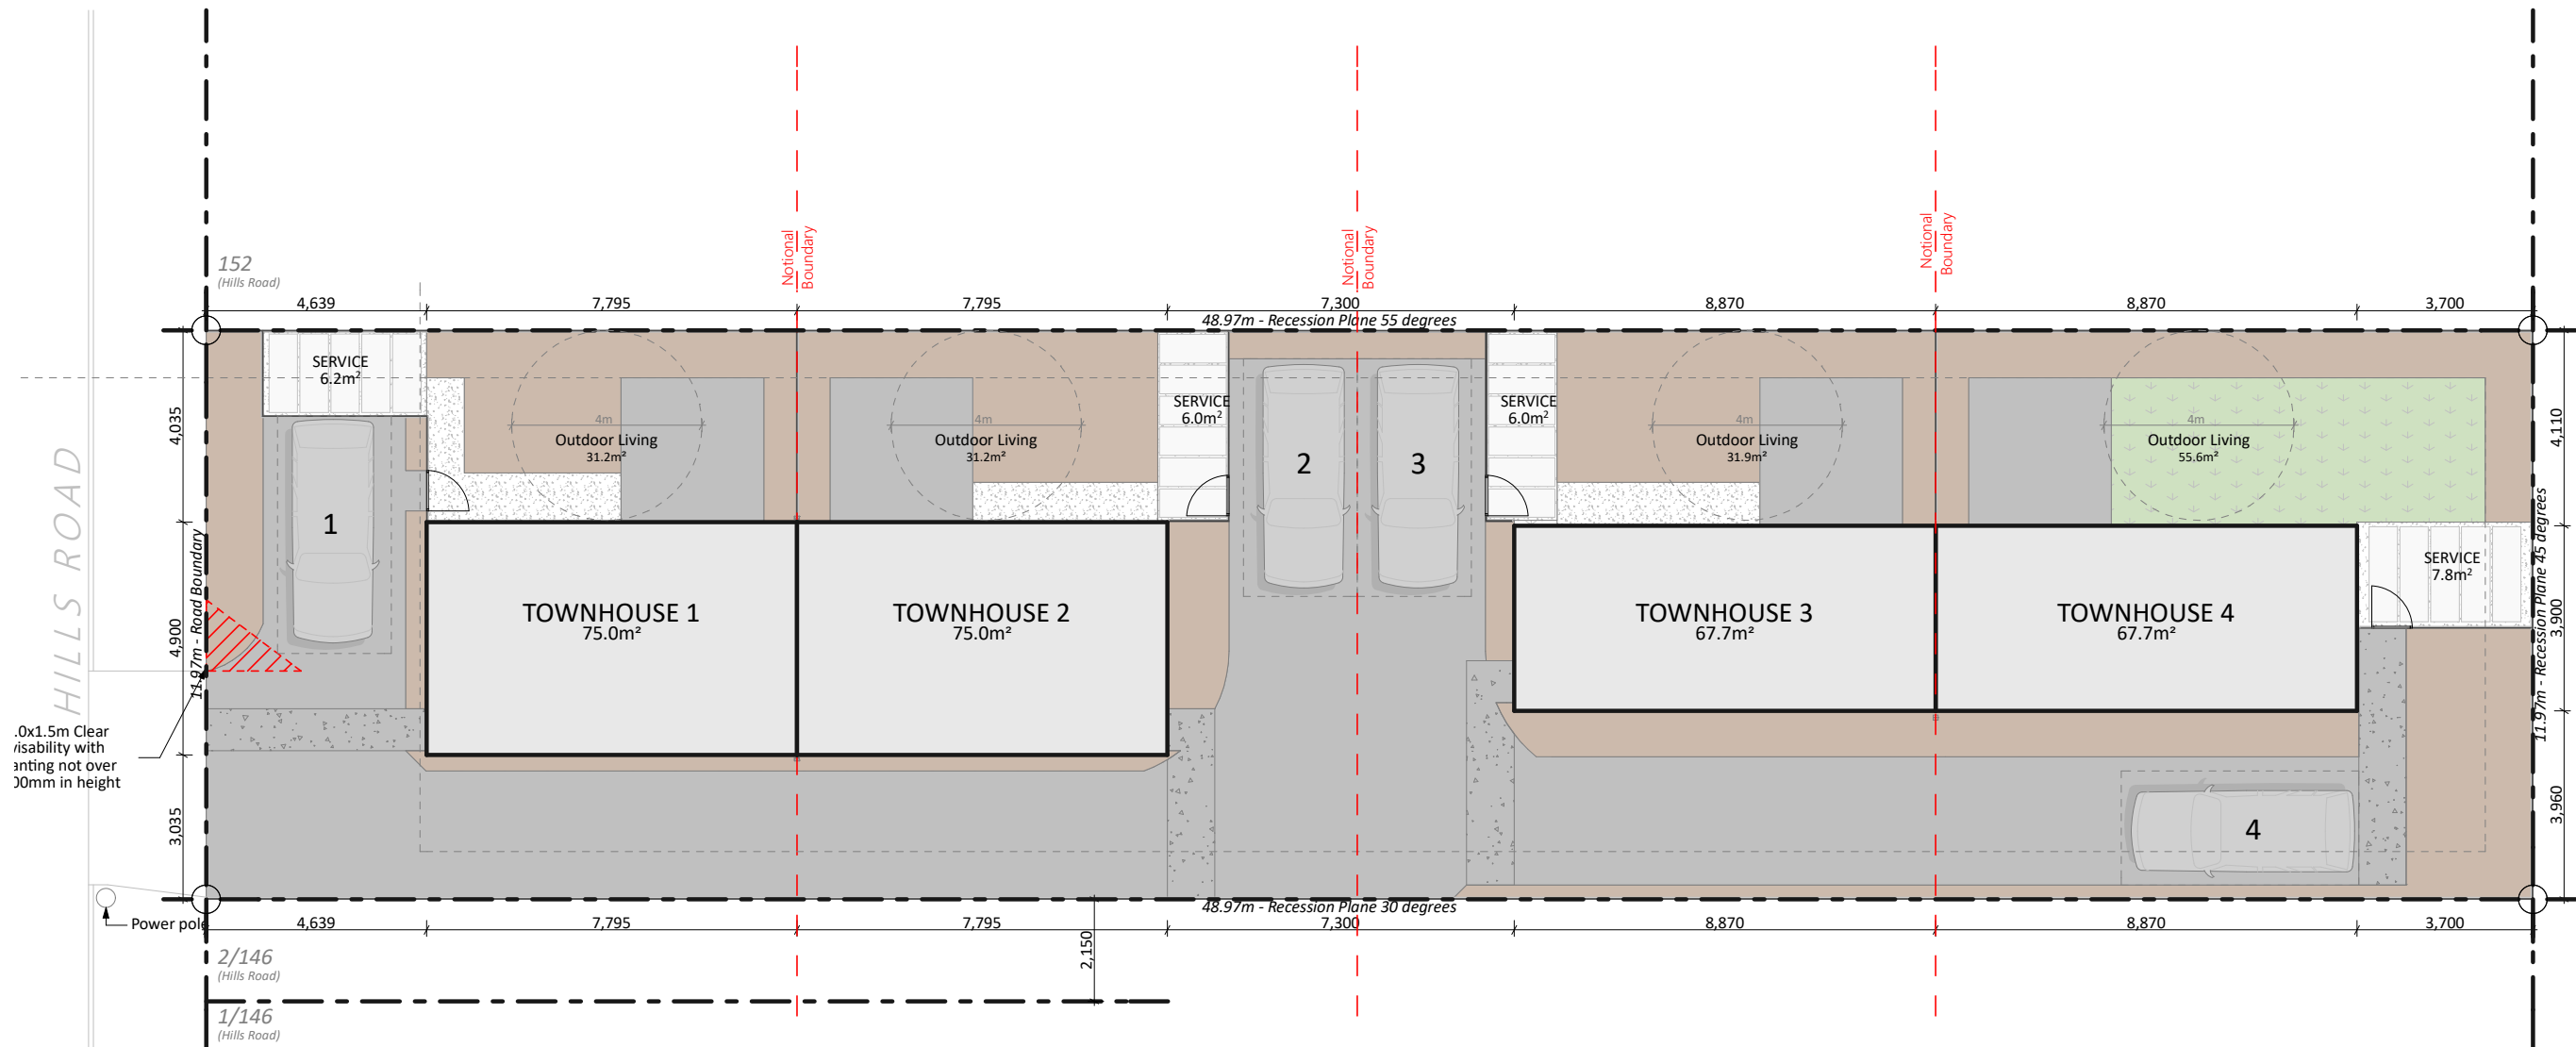 152
(Hills Road)
Notional
Boundary
Notional
Boundary
Notional
Boundary
4,639
7,795
7,795
7,300
8,870
8,870
3,700
48.97m - Recession Plane 55 degrees
SERVICE
6.2m²
SERVICE
6.0m²
SERVICE
6.0m²
4m
Outdoor Living
31.2m²
4m
Outdoor Living
31.2m²
4m
Outdoor Living
31.9m²
4m
Outdoor Living
55.6m²
1
2
3
4,035
4,900
3,035
4,110
3,900
3,960
HILLS ROAD
11.97m - Road Boundary
11.97m - Recession Plane 45 degrees
SERVICE
7.8m²
TOWNHOUSE 1
75.0m²
TOWNHOUSE 2
75.0m²
TOWNHOUSE 3
67.7m²
TOWNHOUSE 4
67.7m²
.0x1.5m Clear
visability with
anting not over
00mm in height
4
Power pole
48.97m - Recession Plane 30 degrees
4,639
7,795
7,795
7,300
8,870
8,870
3,700
2,150
2/146
(Hills Road)
1/146
(Hills Road)